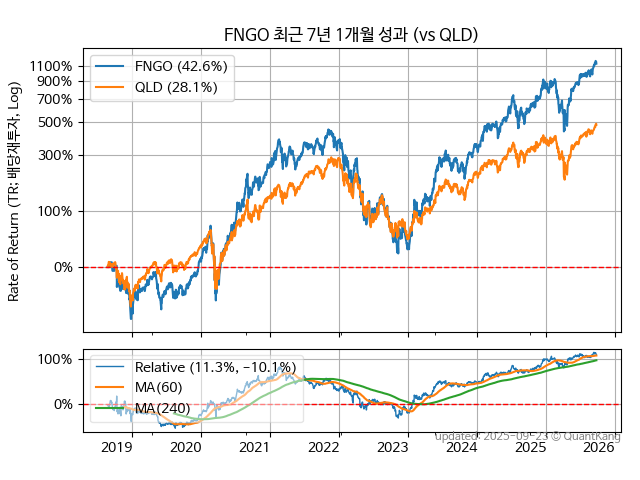 FNGO 최근 7년 1개월 성과 (vs QLD)
Rate of Return (TR; 배당재투자, Log)
1100%
900%
700%
500%
300%
100%
0%
FNGO (42.6%)
QLD (28.1%)
100%
0%
Relative (11.3%, −10.1%)
MA(60)
MA(240)
updated: 2025-09-23 © QuantKang
2019 2020 2021 2022 2023 2024 2025 2026